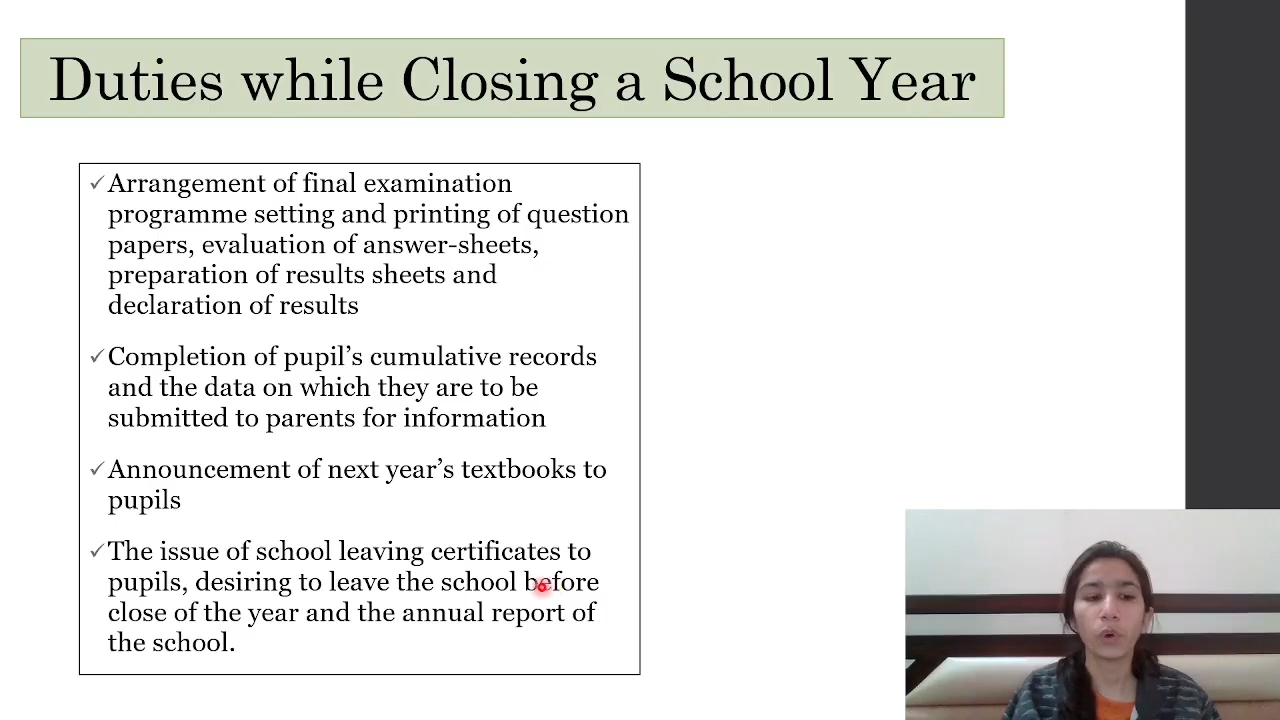 Duties while Closing a School Year
✓Arrangement of final examination
programme setting and printing of question
papers, evaluation of answer-sheets,
preparation of results sheets and
declaration of results
✓Completion of pupil’s cumulative records
and the data on which they are to be
submitted to parents for information
✓Announcement of next year’s textbooks to
pupils
✓The issue of school leaving certificates to
pupils, desiring to leave the school before
close of the year and the annual report of
the school.